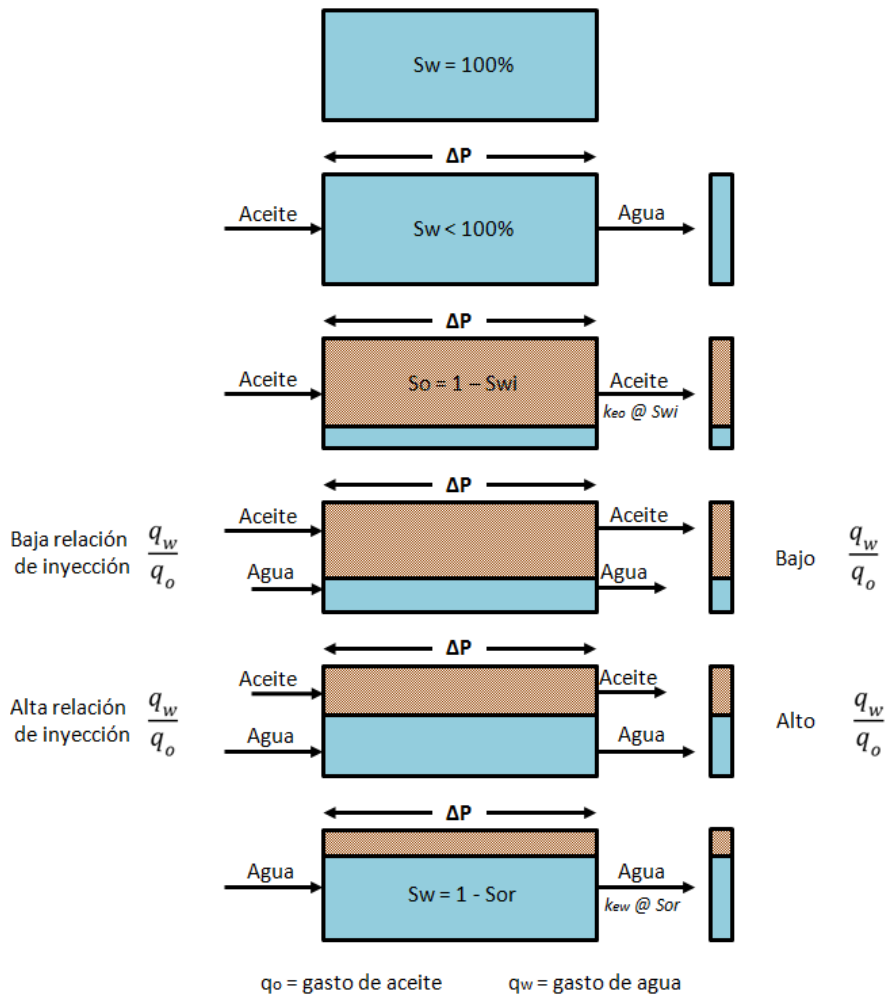 Sw = 100%
ΔP
Aceite
Sw < 100%
Agua
ΔP
Aceite
So = 1 – Swi
Aceite
keo @ Swi
ΔP
Baja relación
de inyección
qw
qo
Aceite
Agua
Aceite
Agua
Bajo
qw
qo
ΔP
Alta relación
de inyección
qw
qo
Aceite
Agua
Aceite
Agua
Alto
qw
qo
ΔP
Agua
Sw = 1 - Sor
Agua
kew @ Sor
qo = gasto de aceite
qw = gasto de agua